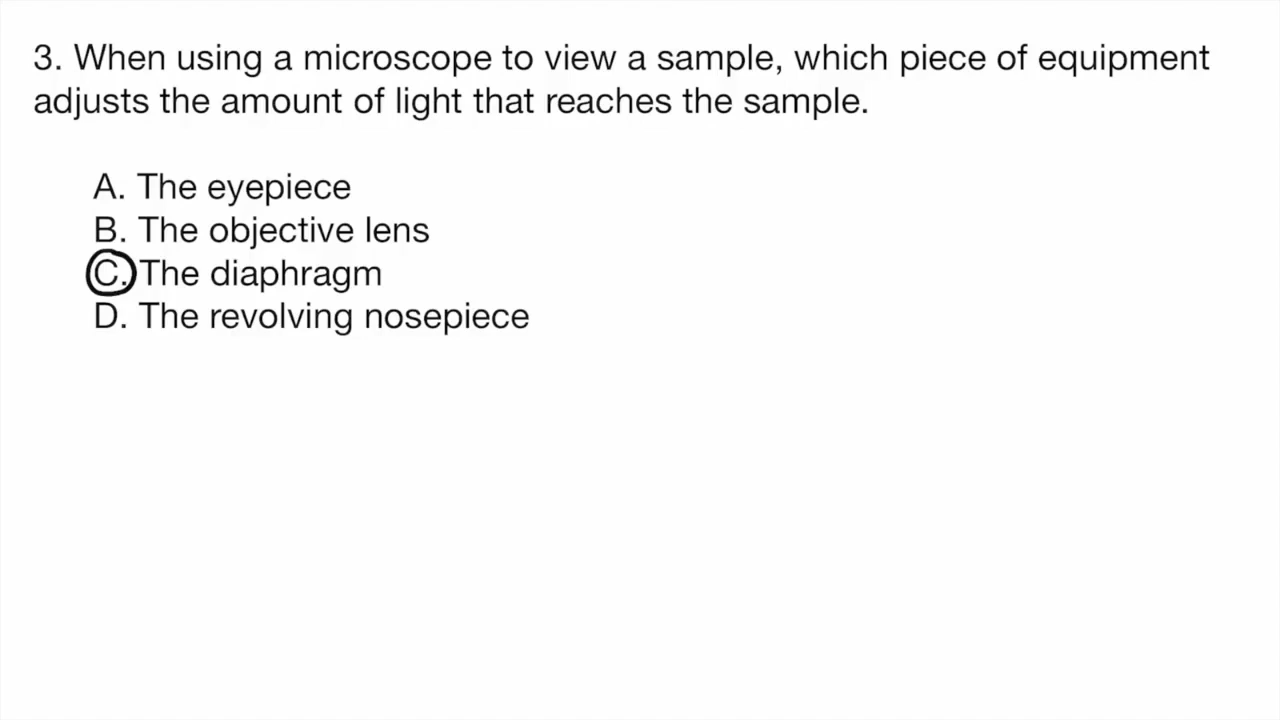 3. When using a microscope to view a sample, which piece of equipment
adjusts the amount of light that reaches the sample.
A. The eyepiece
B. The objective lens
C. The diaphragm
D. The revolving nosepiece